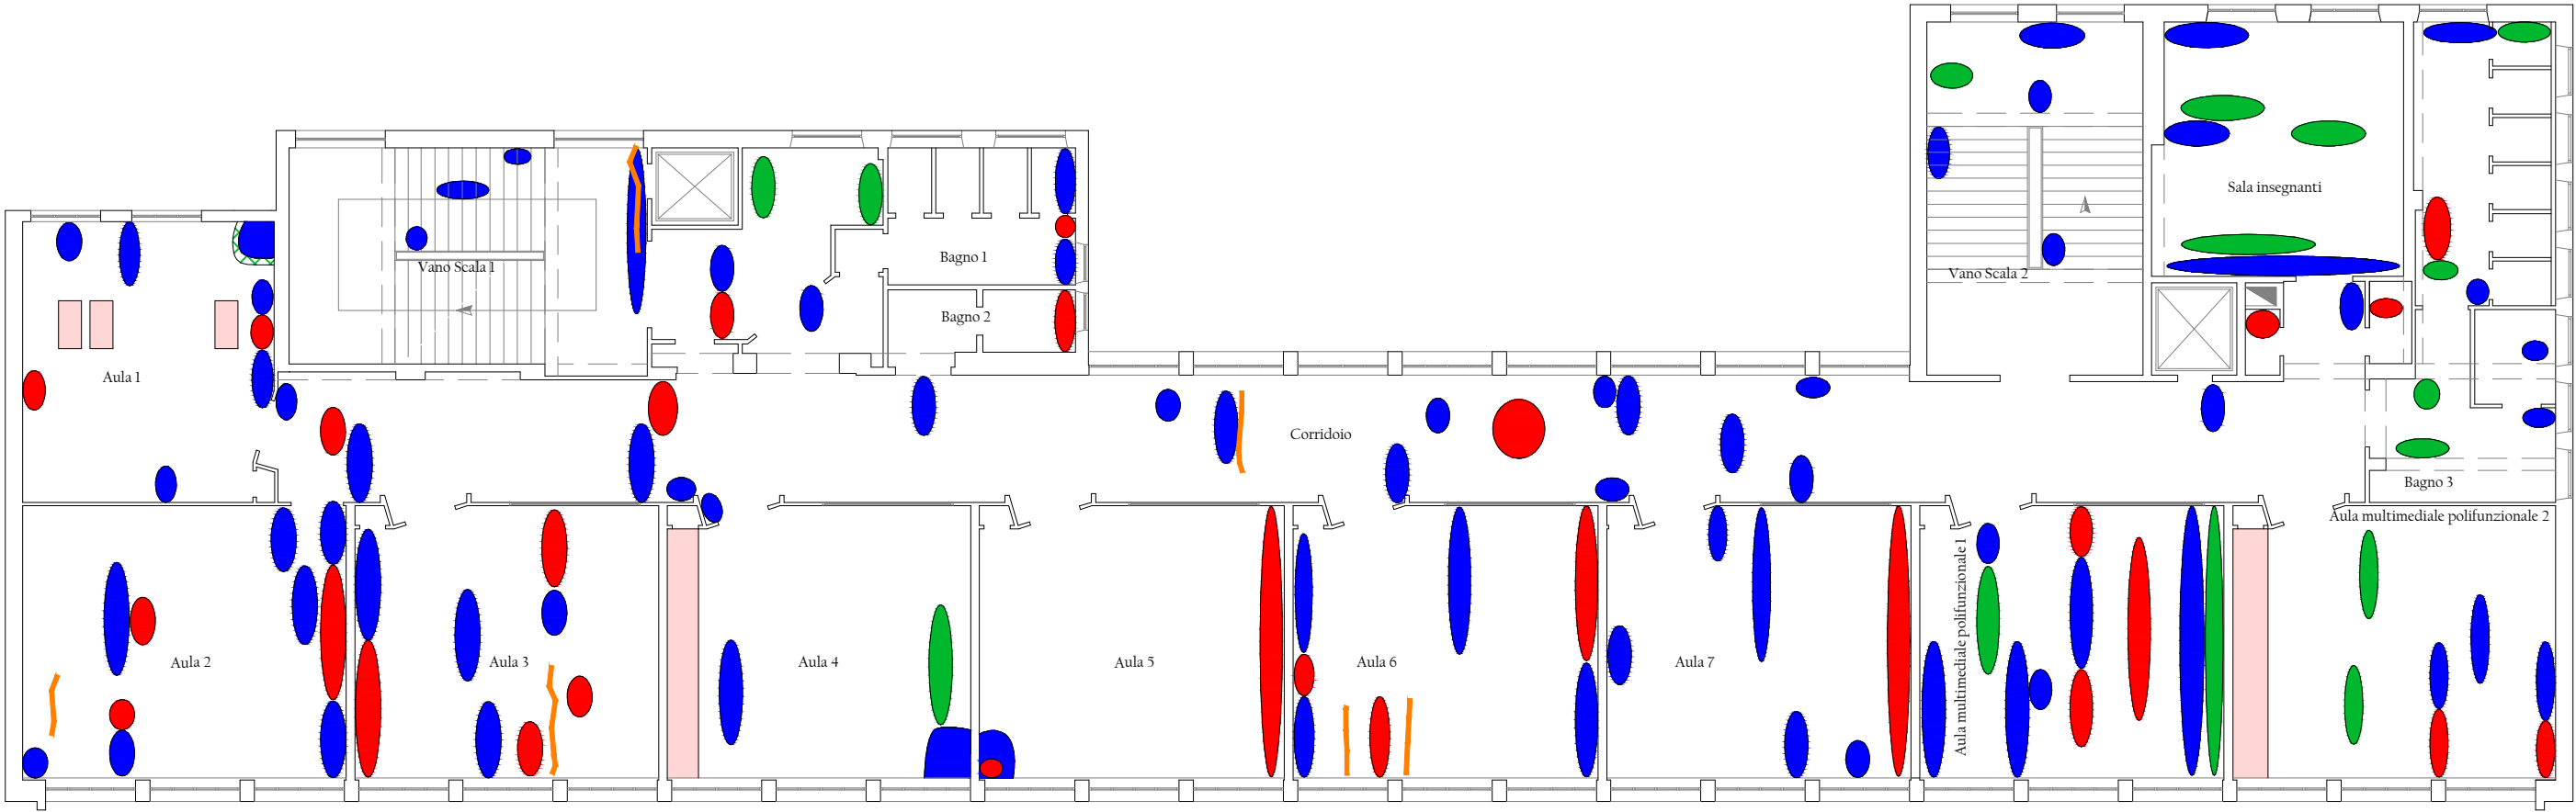 Sala insegnanti
Bagno 1
Vano Scala 1
Vano Scala 2
Bagno 2
Aula 1
Corridoio
Bagno 3
Aula multimediale polifunzionale 2
Aula 2
Aula 3
Aula 4
Aula 5
Aula 6
Aula 7
Aula multimediale polifunzionale 1